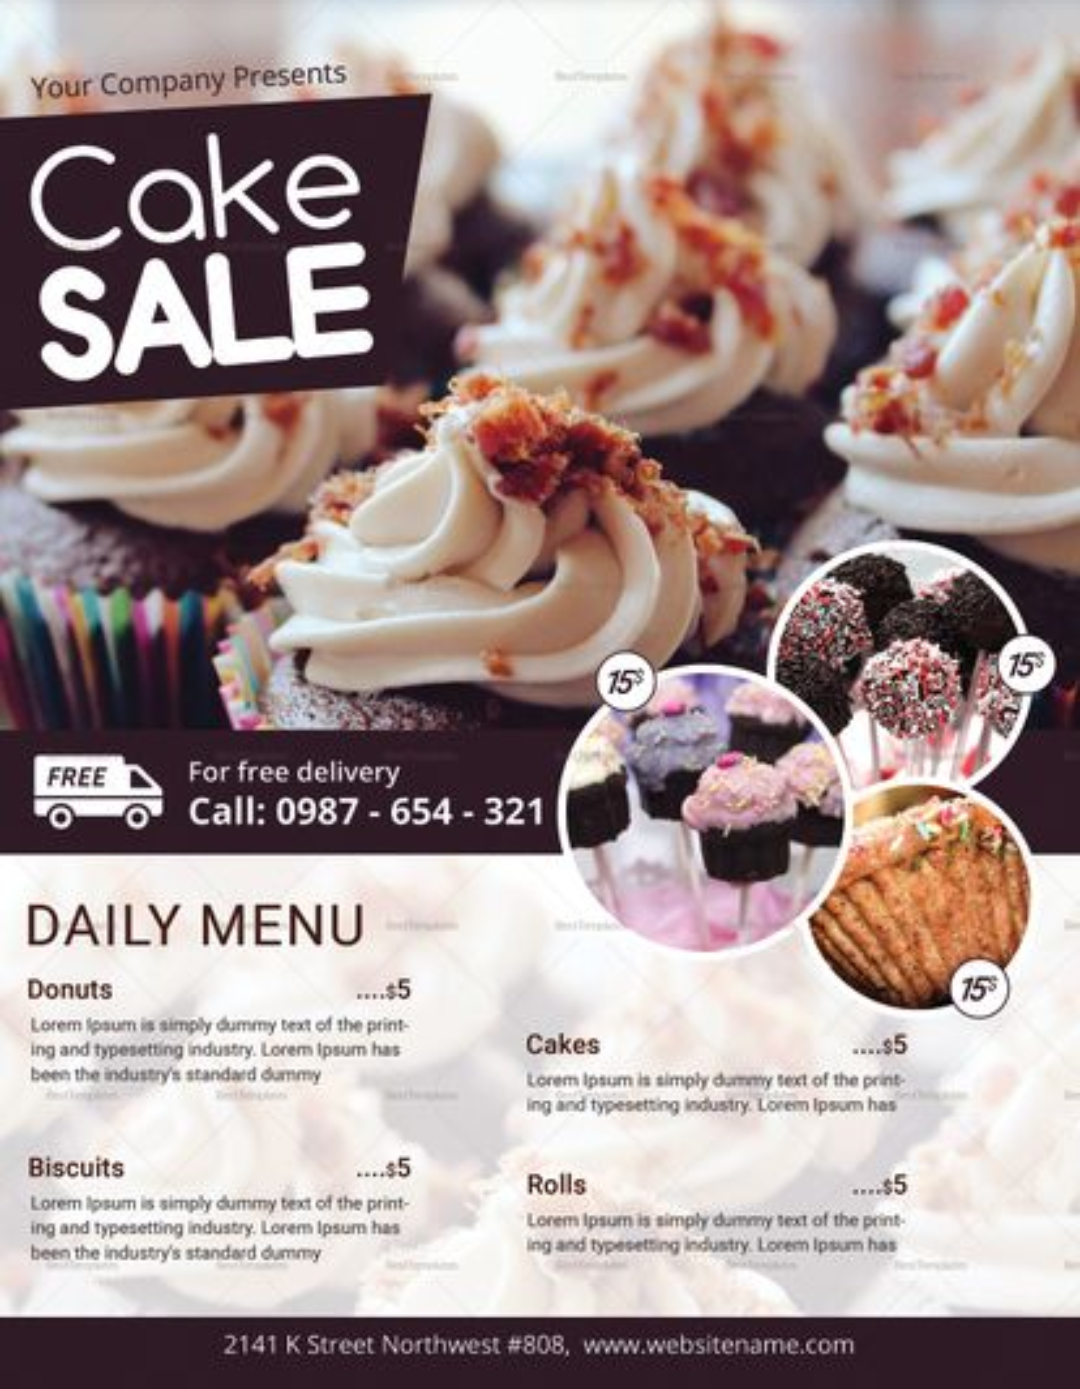 Your Company Presents
Cake
SALE
15$
15$
FREE
For free delivery
Call: 0987 - 654 - 321
15$
DAILY MENU
Donuts ....$5
Lorem Ipsum is simply dummy text of the print-
ing and typesetting industry. Lorem Ipsum has
been the industry's standard dummy
Biscuits ....$5
Lorem Ipsum is simply dummy text of the print-
ing and typesetting industry. Lorem Ipsum has
been the industry's standard dummy
Cakes ....$5
Lorem Ipsum is simply dummy text of the print-
ing and typesetting industry. Lorem Ipsum has
Rolls ....$5
Lorem Ipsum is simply dummy text of the print-
ing and typesetting industry. Lorem Ipsum has
2141 K Street Northwest #808, www.websitename.com